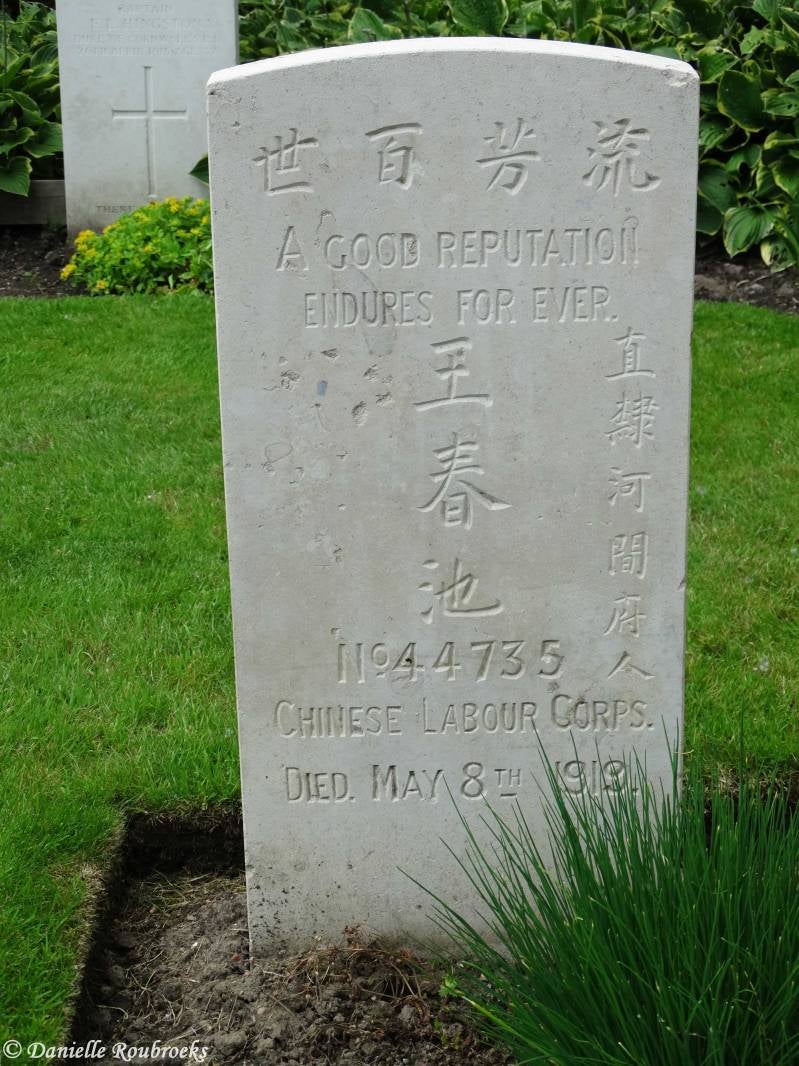 CAPTAIN
世百芳流
A GOOD REPUTATION
ENDURES FOR EVER.
直隸河間府人
王春池
No 44735
CHINESE LABOUR CORPS.
DIED. MAY 8TH 1919.
© Danielle Roubroeks